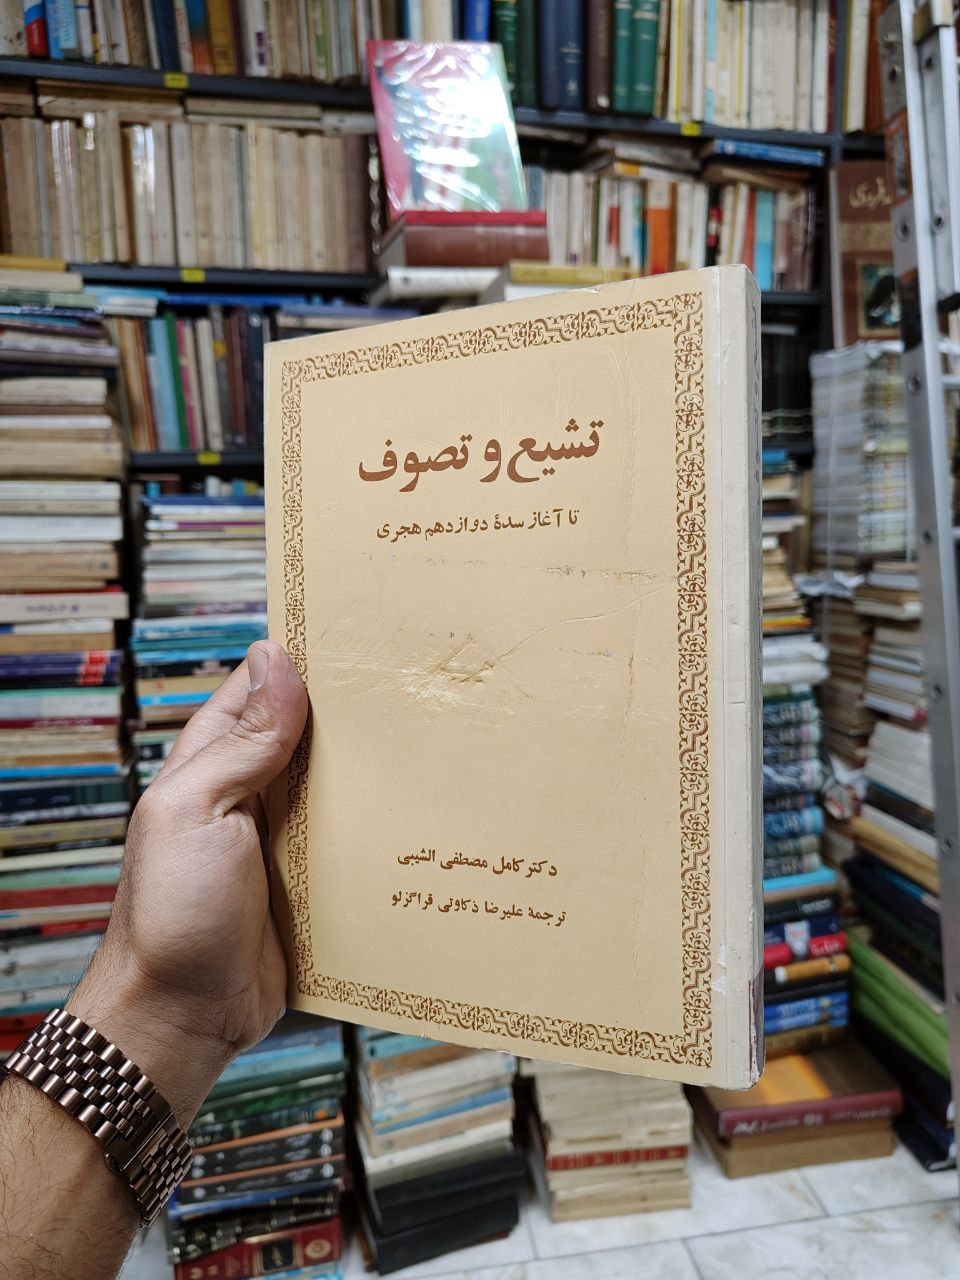 تشیع و تصوف
تا آغاز سدهٔ دوازدهم هجری
دکتر کامل مصطفی الشیبی
ترجمهٔ علیرضا ذکاوتی قراگزلو